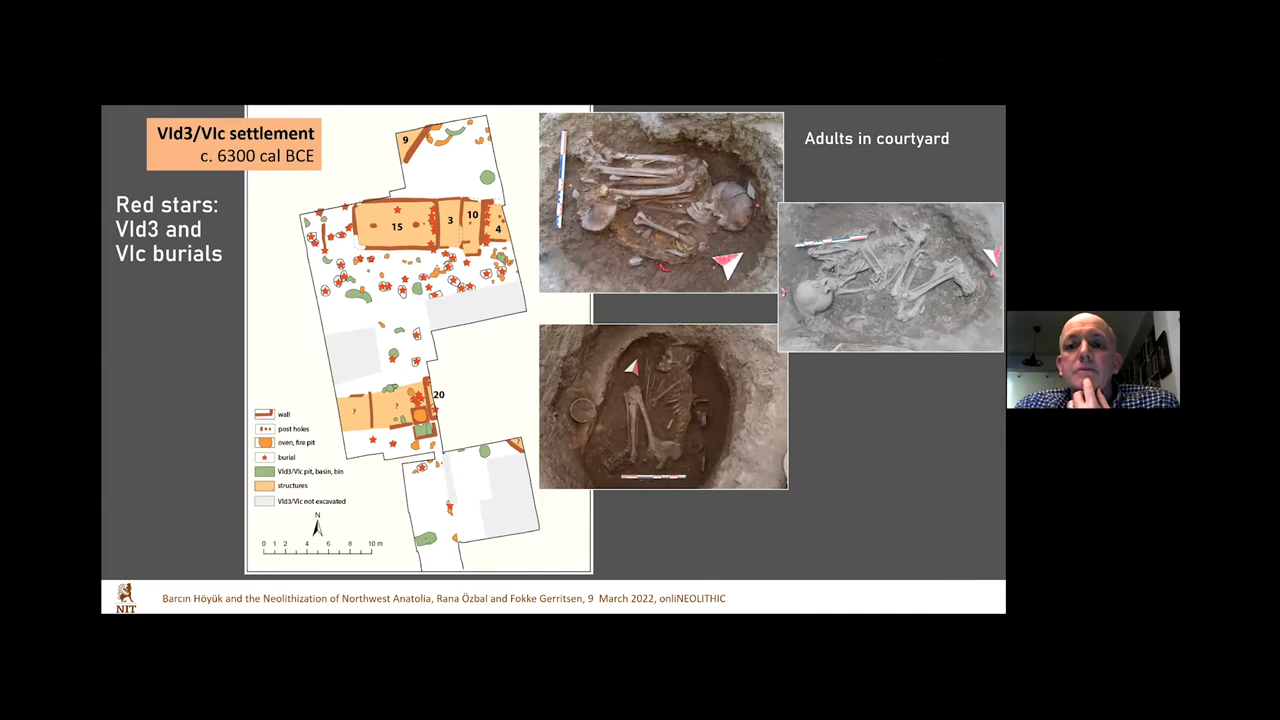 VId3/VIc settlement
c. 6300 cal BCE
Red stars:
VId3 and
VIc burials
Adults in courtyard
9
15
3
10
4
20
?
?
?
wall
post holes
oven, fire pit
burial
VId3/VIc pit, basin, bin
structures
VId3/VIc not excavated
N
0 1 2 4 6 8 10 m
NIT
Barcın Höyük and the Neolithization of Northwest Anatolia, Rana Özbal and Fokke Gerritsen, 9 March 2022, onliNEOLITHIC